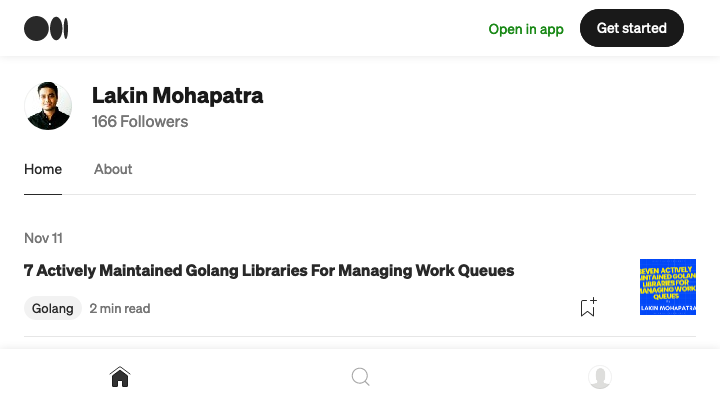 Open in app
Get started
Lakin Mohapatra
166 Followers
Home
About
Nov 11
7 Actively Maintained Golang Libraries For Managing Work Queues
Golang
2 min read
SEVEN ACTIVELY
MAINTAINED GOLANG
LIBRARIES FOR
MANAGING WORK
QUEUES
LAKIN MOHAPATRA